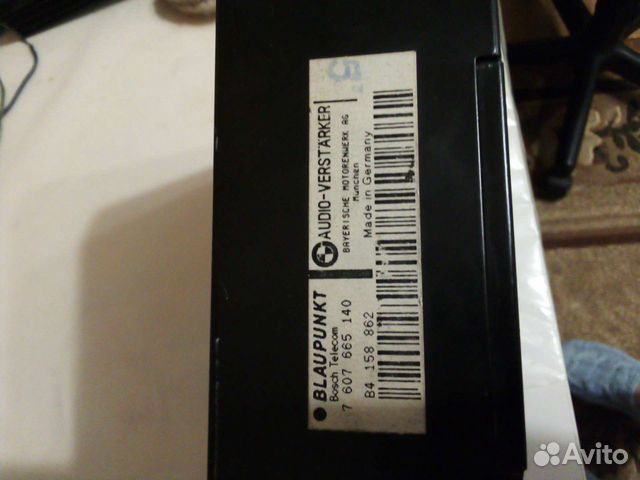 AUDIO-VERSTÄRKER
BAYERISCHE MOTORENWERK AG
München
Made in Germany
BLAUPUNKT
Bosch Telecom
7 607 665 140
84 158 862
Avito